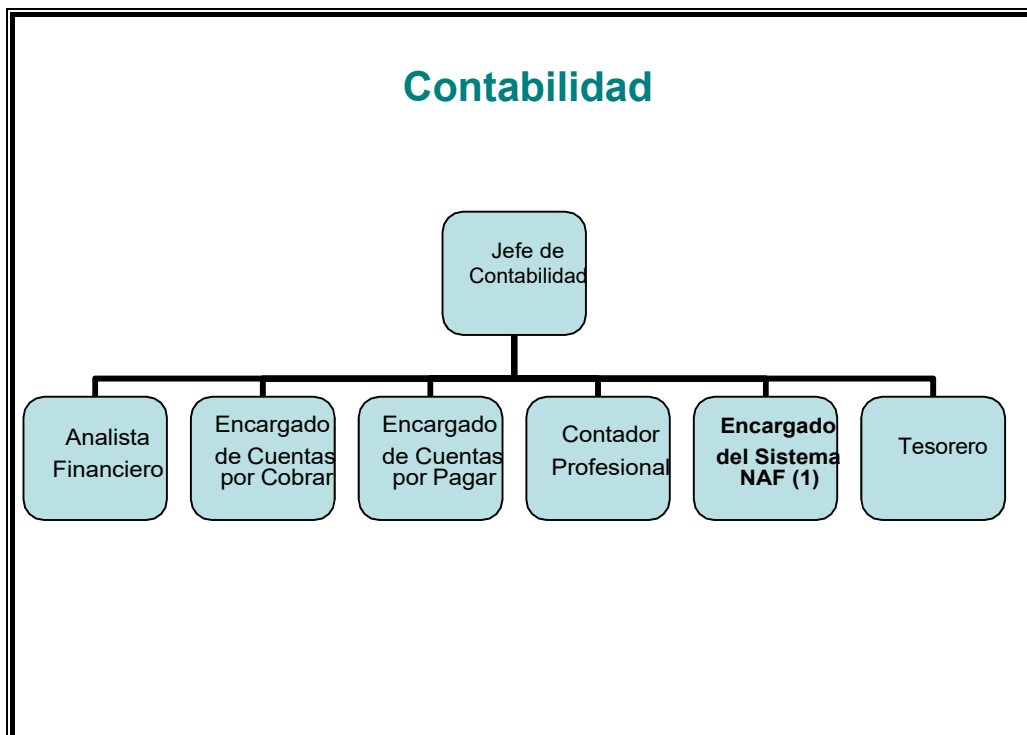 Contabilidad
Jefe de
Contabilidad
Analista
Financiero
Encargado
de Cuentas
por Cobrar
Encargado
de Cuentas
por Pagar
Contador
Profesional
Encargado
del Sistema
NAF (1)
Tesorero